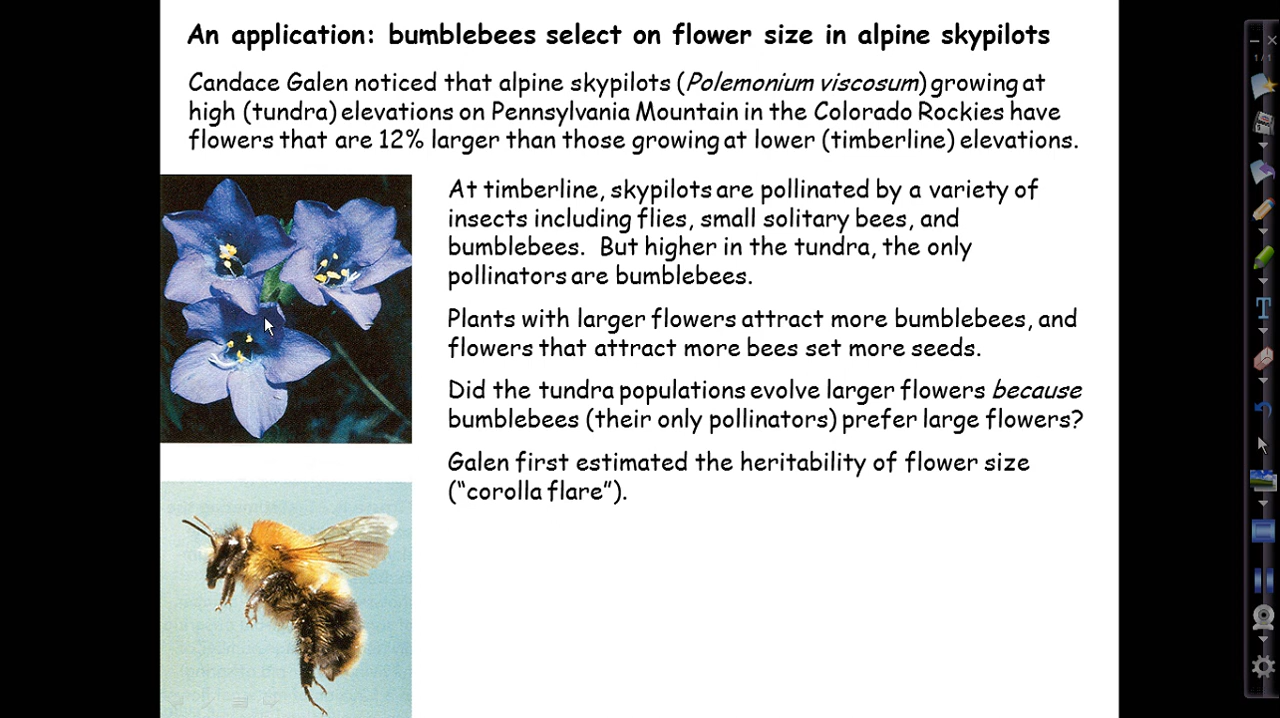 An application: bumblebees select on flower size in alpine skypilots
Candace Galen noticed that alpine skypilots (Polemonium viscosum) growing at
high (tundra) elevations on Pennsylvania Mountain in the Colorado Rockies have
flowers that are 12% larger than those growing at lower (timberline) elevations.
At timberline, skypilots are pollinated by a variety of
insects including flies, small solitary bees, and
bumblebees.  But higher in the tundra, the only
pollinators are bumblebees.
Plants with larger flowers attract more bumblebees, and
flowers that attract more bees set more seeds.
Did the tundra populations evolve larger flowers because
bumblebees (their only pollinators) prefer large flowers?
Galen first estimated the heritability of flower size
(“corolla flare”).
1/1
T